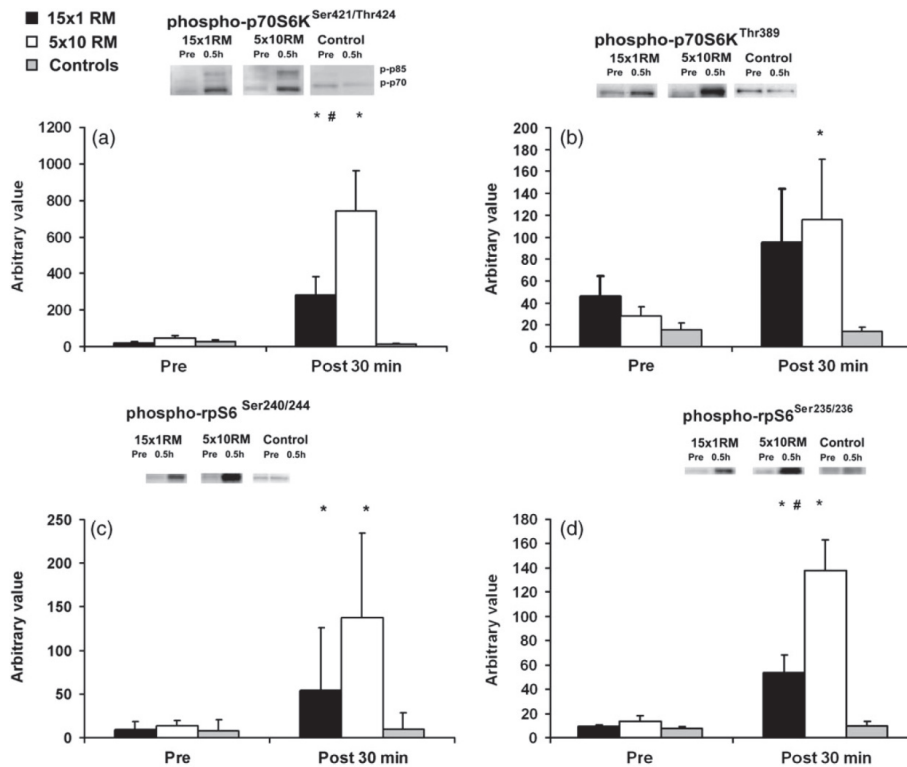 15x1 RM
5x10 RM
Controls
phospho-p70S6K Ser421/Thr424
15x1RM 5x10 RM Control
Pre 0.5h Pre 0.5h Pre 0.5h
p-p85
p-p70
* # *
(a)
Arbitrary value
1200
1000
800
600
400
200
0
Pre Post 30 min
phospho-p70S6K Thr389
15x1RM 5x10RM Control
Pre 0.5h Pre 0.5h Pre 0.5h
*
(b)
Arbitrary value
200
180
160
140
120
100
80
60
40
20
0
Pre Post 30 min
phospho-rpS6 Ser240/244
15x1RM 5x10RM Control
Pre 0.5h Pre 0.5h Pre 0.5h
* *
(c)
Arbitrary value
250
200
150
100
50
0
Pre Post 30 min
phospho-rpS6 Ser235/236
15x1RM 5x10RM Control
Pre 0.5h Pre 0.5h Pre 0.5h
* # *
(d)
Arbitrary value
180
160
140
120
100
80
60
40
20
0
Pre Post 30 min